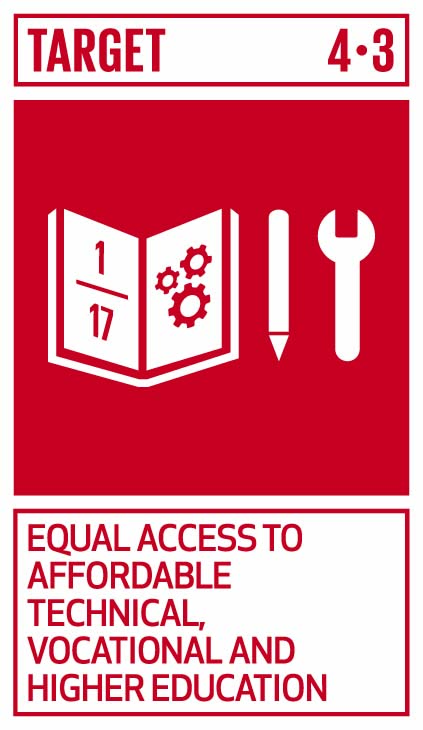 TARGET 4·3
1
17
EQUAL ACCESS TO
AFFORDABLE
TECHNICAL,
VOCATIONAL AND
HIGHER EDUCATION